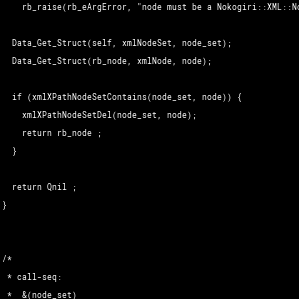 rb_raise(rb_eArgError, "node must be a Nokogiri::XML::No
Data_Get_Struct(self, xmlNodeSet, node_set);
Data_Get_Struct(rb_node, xmlNode, node);
if (xmlXPathNodeSetContains(node_set, node)) {
xmlXPathNodeSetDel(node_set, node);
return rb_node ;
}
return Qnil ;
}
/*
* call-seq:
* &(node_set)